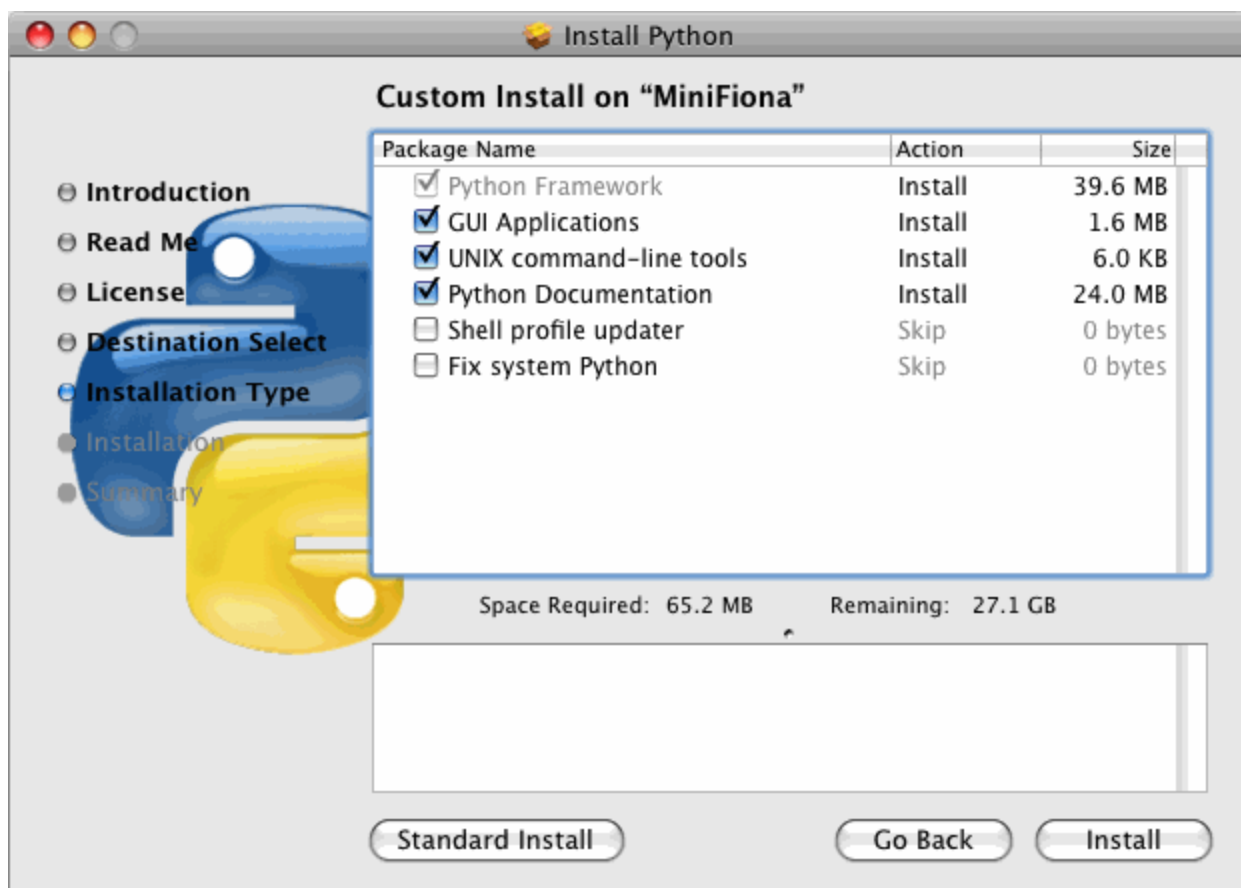 Install Python
Custom Install on “MiniFiona”
Introduction
Read Me
License
Destination Select
Installation Type
Installation
Summary
Package Name Action Size
Python Framework Install 39.6 MB
GUI Applications Install 1.6 MB
UNIX command-line tools Install 6.0 KB
Python Documentation Install 24.0 MB
Shell profile updater Skip 0 bytes
Fix system Python Skip 0 bytes
Space Required: 65.2 MB Remaining: 27.1 GB
Standard Install Go Back Install